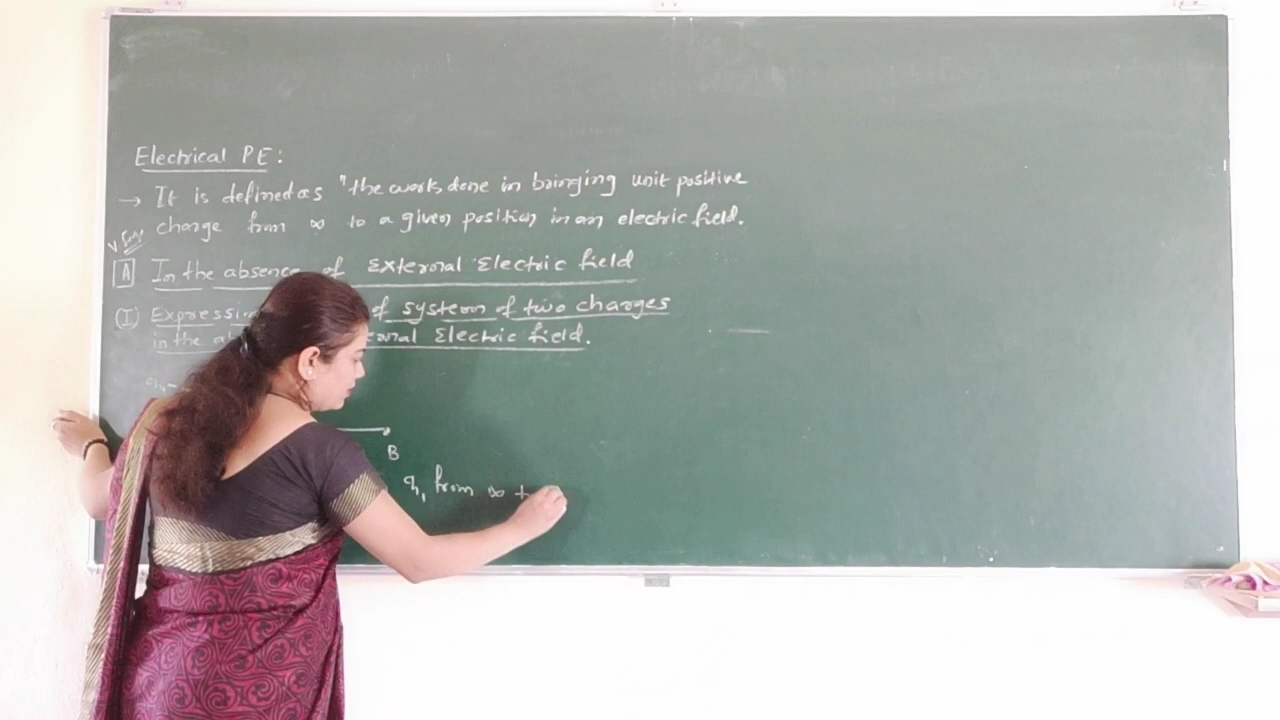 Electrical PE:
→ It is defined as "the work done in bringing unit positive
charge from ∞ to a given position in an electric field.
V. Imp
[A] In the absence of External Electric field
(I) Expressi of system of two charges
in the a Electric field.
B
q₁ from ∞ t